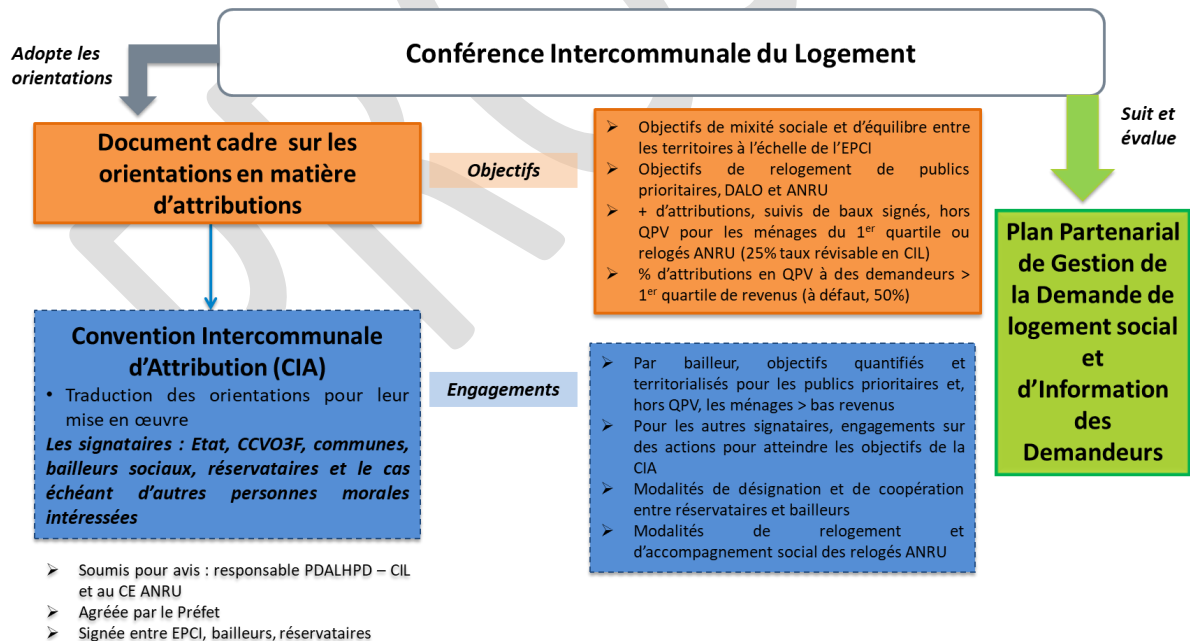 Conférence Intercommunale du Logement
Adopte les
orientations
Suit et
évalue
Document cadre sur les
orientations en matière
d’attributions
Objectifs
➢ Objectifs de mixité sociale et d’équilibre entre
les territoires à l’échelle de l’EPCI
➢ Objectifs de relogement de publics
prioritaires, DALO et ANRU
➢ + d’attributions, suivis de baux signés, hors
QPV pour les ménages du 1er quartile ou
relogés ANRU (25% taux révisable en CIL)
➢ % d’attributions en QPV à des demandeurs >
1er quartile de revenus (à défaut, 50%)
Plan Partenarial
de Gestion de
la Demande de
logement social
et
d’Information
des
Demandeurs
Convention Intercommunale
d’Attribution (CIA)
• Traduction des orientations pour leur
mise en œuvre
Les signataires : Etat, CCVO3F, communes,
bailleurs sociaux, réservataires et le cas
échéant d’autres personnes morales
intéressées
Engagements
➢ Par bailleur, objectifs quantifiés et
territorialisés pour les publics prioritaires et,
hors QPV, les ménages > bas revenus
➢ Pour les autres signataires, engagements sur
des actions pour atteindre les objectifs de la
CIA
➢ Modalités de désignation et de coopération
entre réservataires et bailleurs
➢ Modalités de relogement et
d’accompagnement social des relogés ANRU
➢ Soumis pour avis : responsable PDALHPD – CIL
et au CE ANRU
➢ Agréée par le Préfet
➢ Signée entre EPCI, bailleurs, réservataires